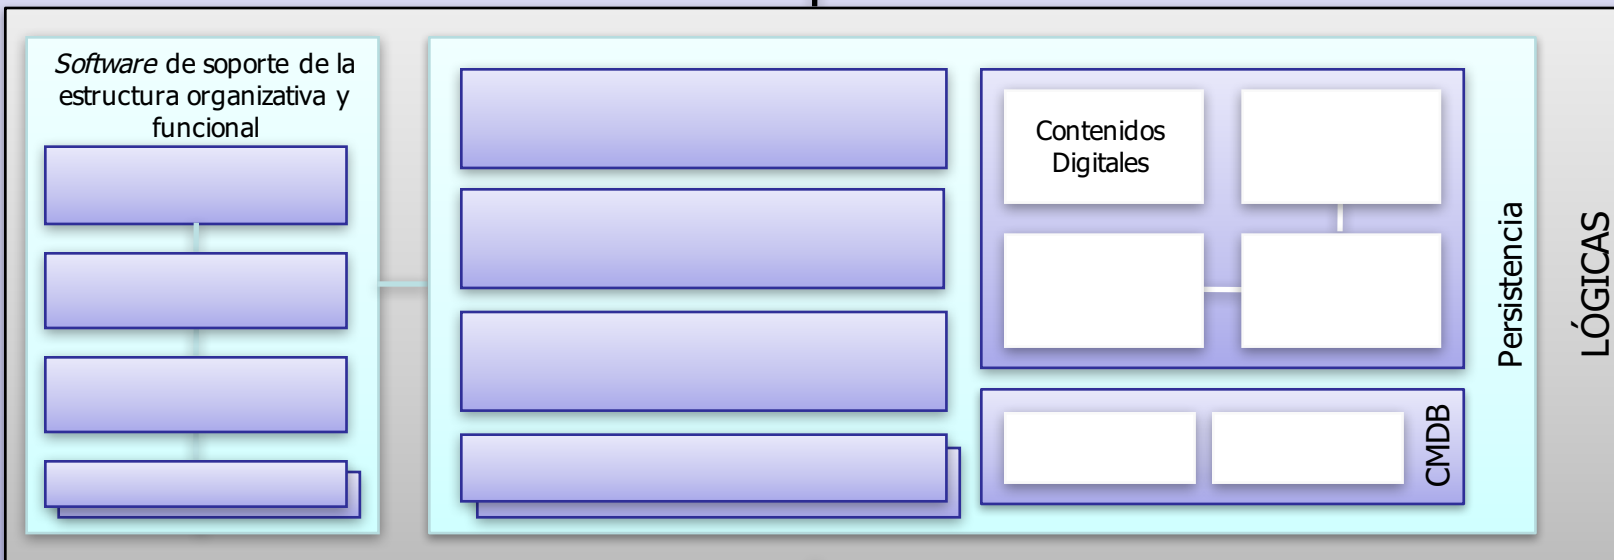 Software de soporte de la
estructura organizativa y
funcional
Contenidos
Digitales
Persistencia
CMDB
LÓGICAS